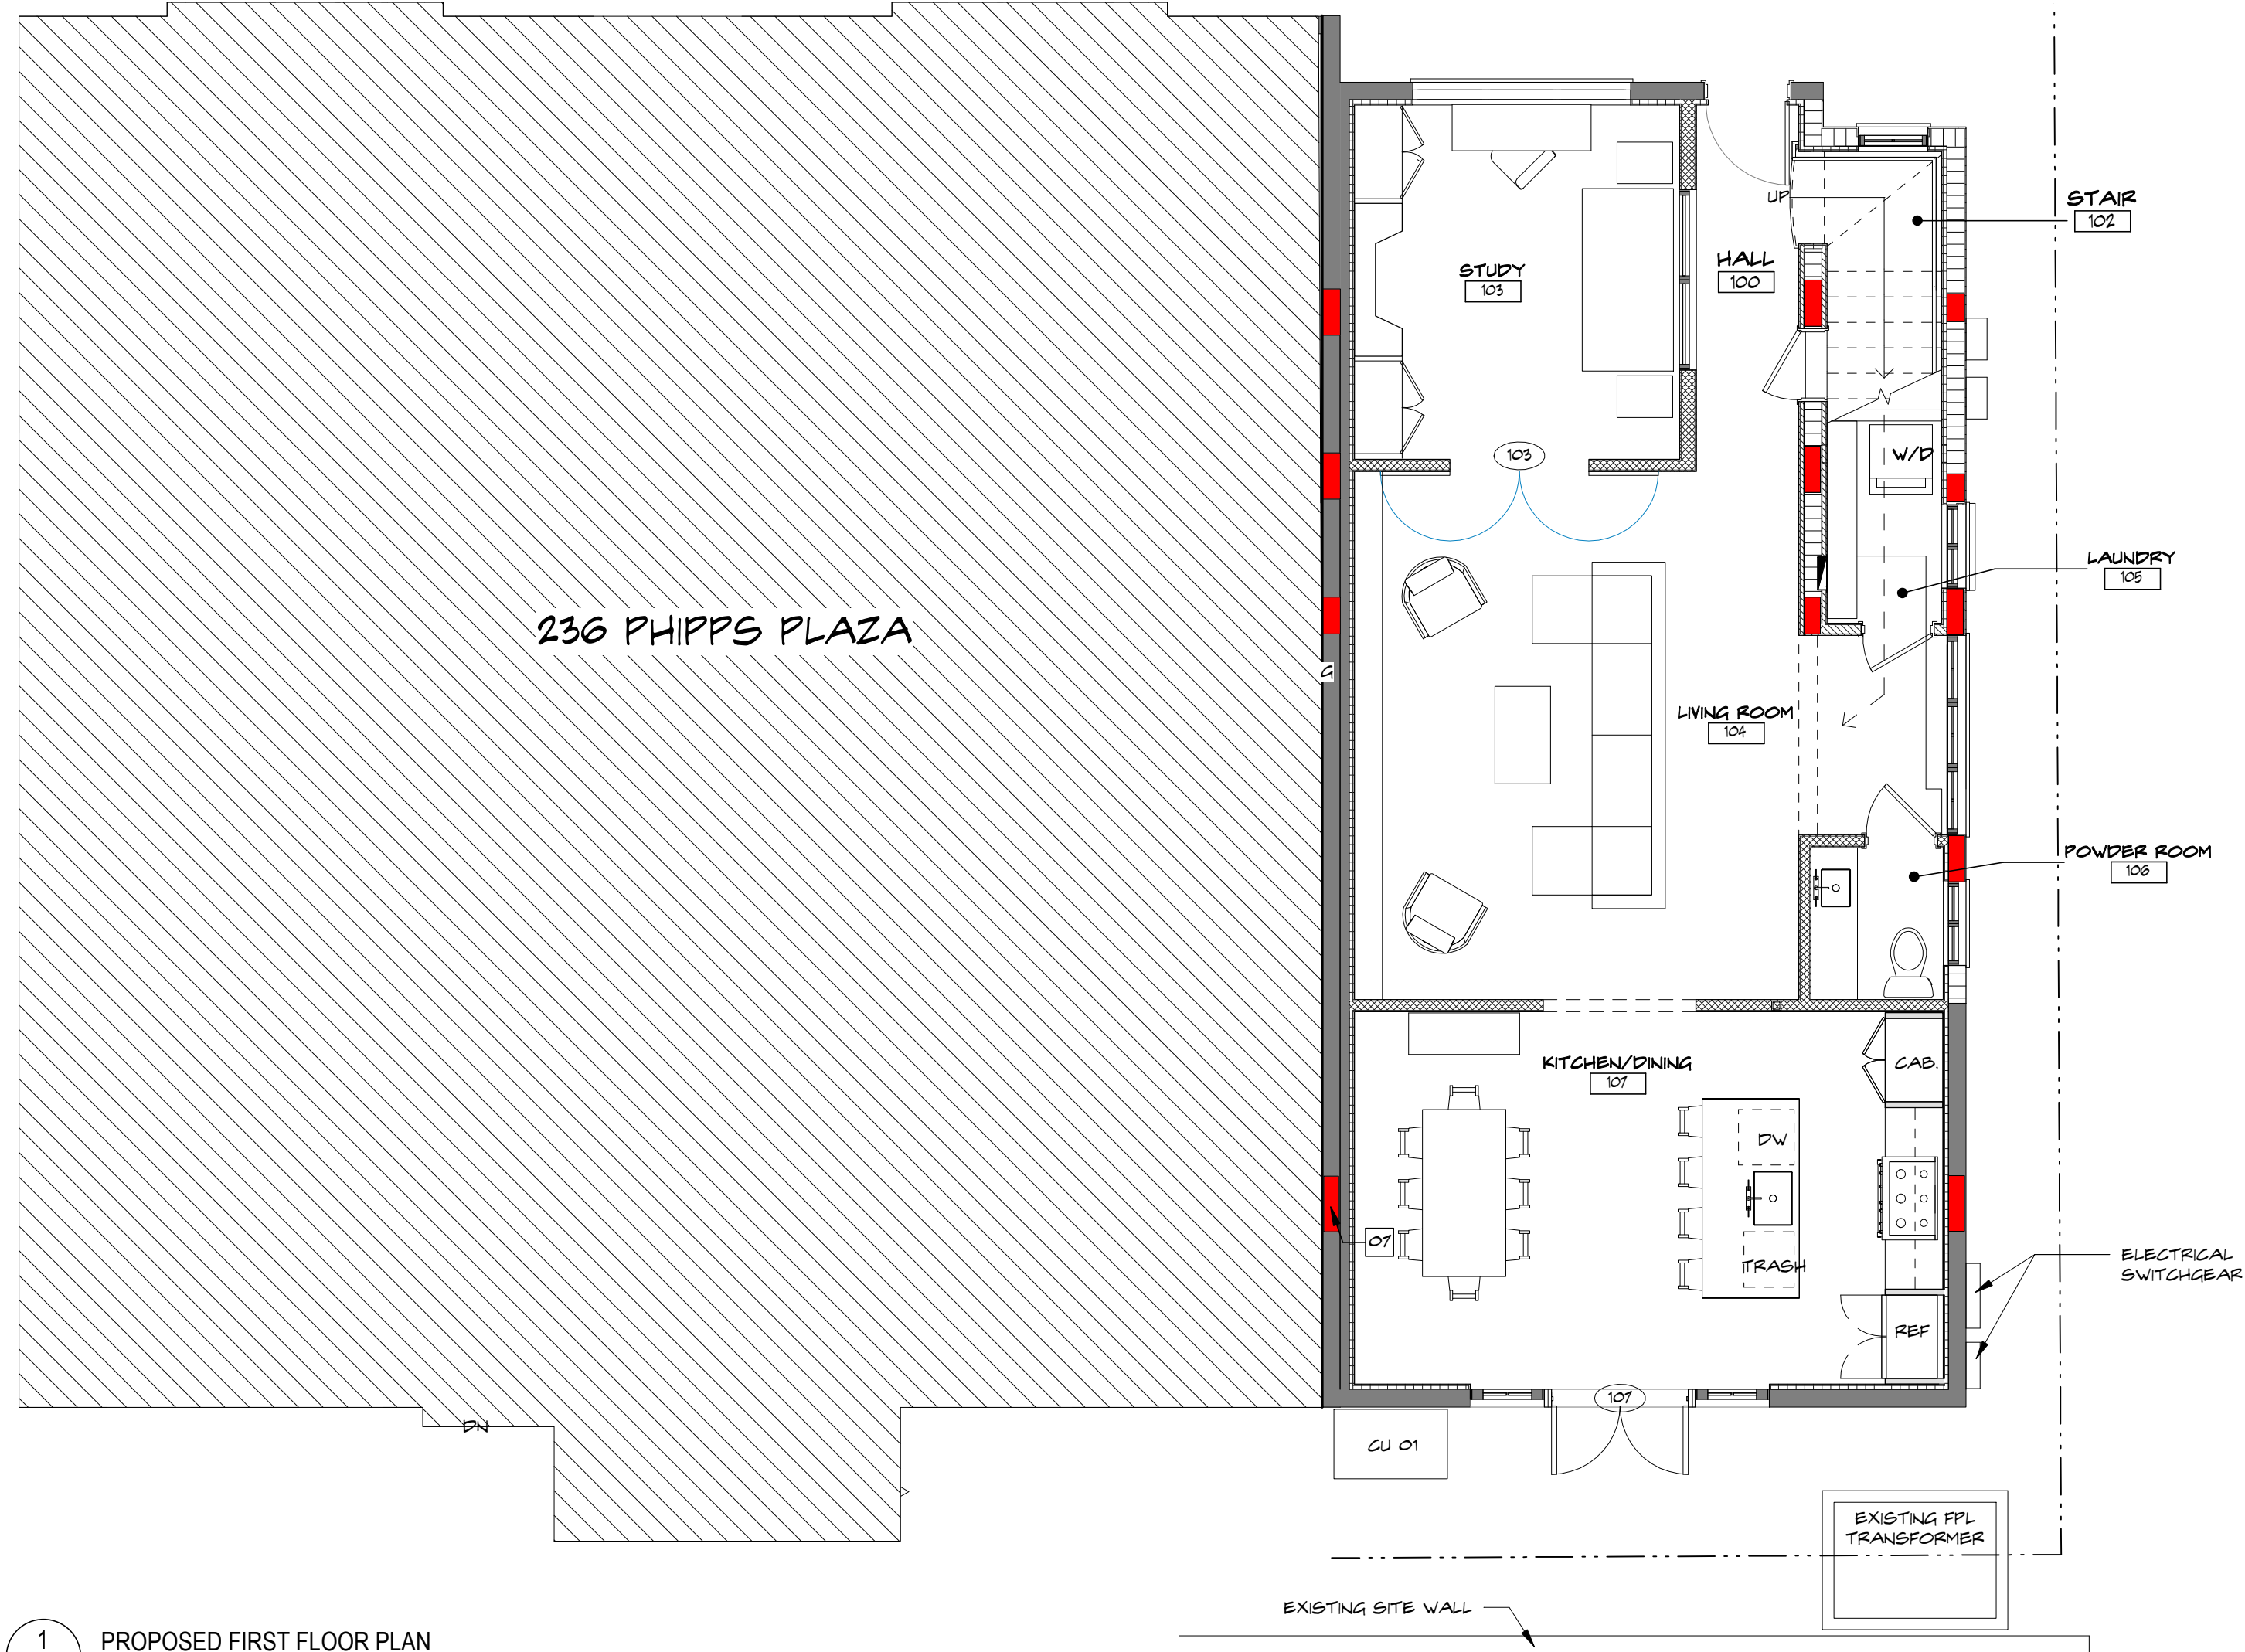 UP
STAIR
102
STUDY
103
HALL
100
103
W/D
LAUNDRY
105
236 PHIPPS PLAZA
G
LIVING ROOM
104
POWDER ROOM
106
KITCHEN/DINING
107
CAB.
DW
07
TRASH
ELECTRICAL
SWITCHGEAR
REF
107
DN
CU 01
EXISTING FPL
TRANSFORMER
EXISTING SITE WALL
1
PROPOSED FIRST FLOOR PLAN